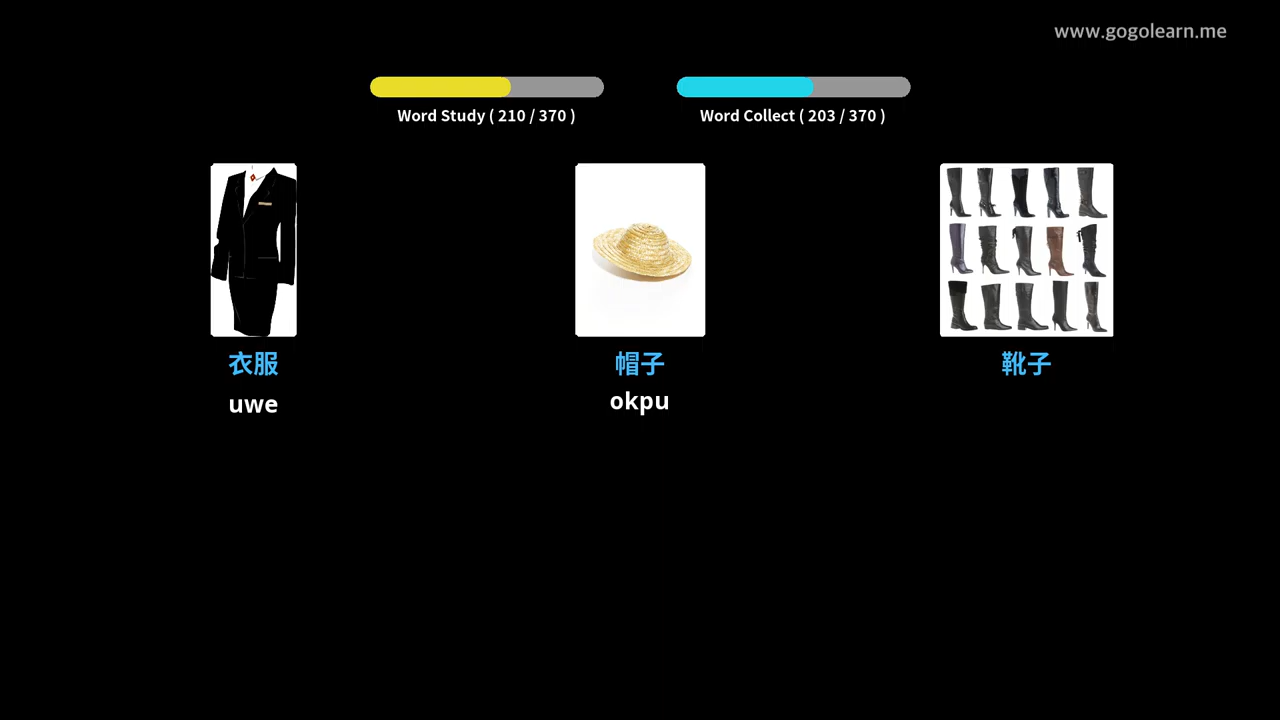 www.gogolearn.me
Word Study ( 210 / 370 )
Word Collect ( 203 / 370 )
衣服
帽子
靴子
uwe
okpu